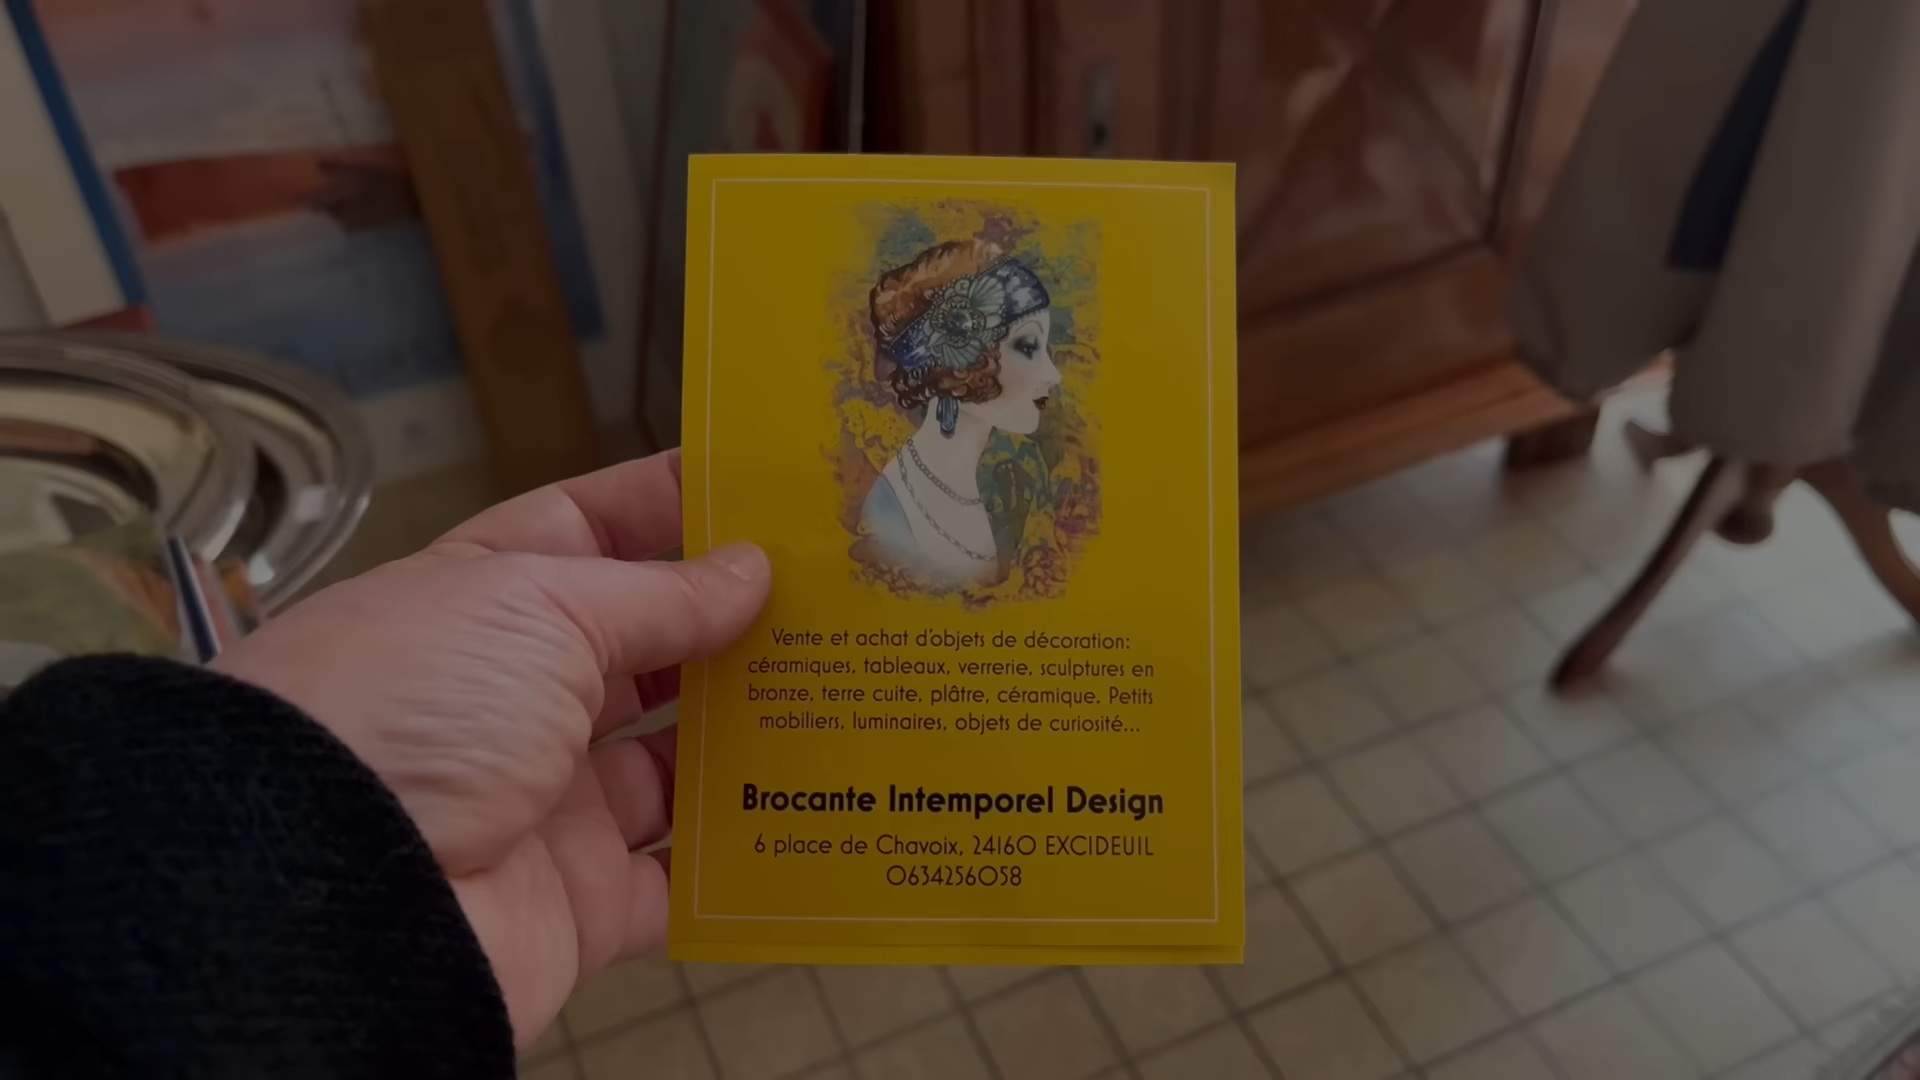 Vente et achat d'objets de décoration:
céramiques, tableaux, verrerie, sculptures en
bronze, terre cuite, plâtre, céramique. Petits
mobiliers, luminaires, objets de curiosité...
Brocante Intemporel Design
6 place de Chavoix, 24160 EXCIDEUIL
0634256058